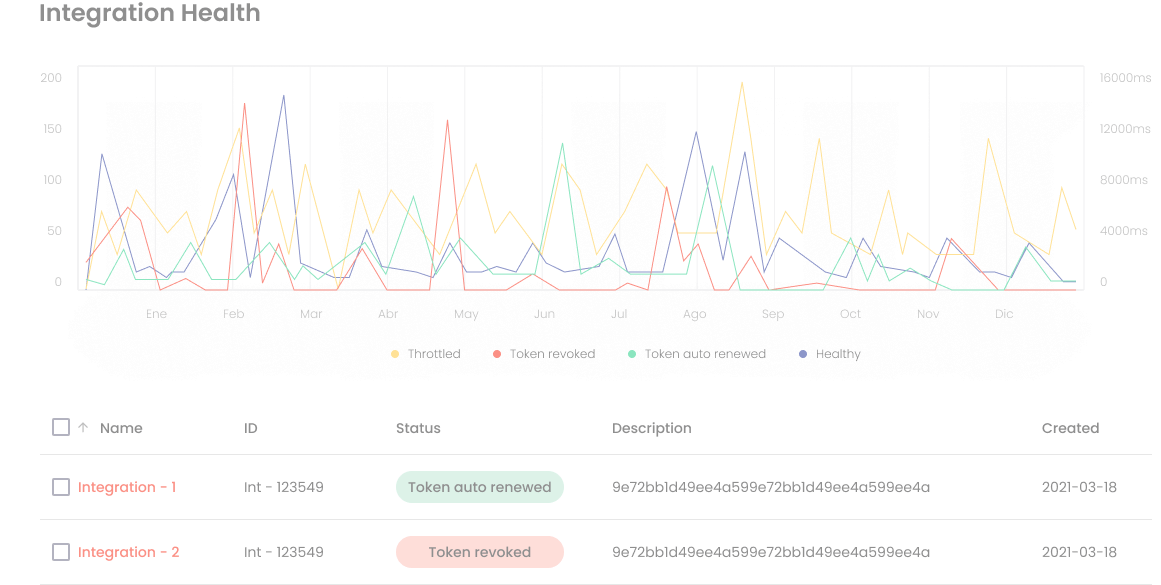 Integration Health
200 16000ms
150 12000ms
100 8000ms
50 4000ms
0 0
Ene Feb Mar Abr May Jun Jul Ago Sep Oct Nov Dic
Throttled Token revoked Token auto renewed Healthy
Name ID Status Description Created
Integration - 1 Int - 123549 Token auto renewed 9e72bb1d49ee4a599e72bb1d49ee4a599ee4a 2021-03-18
Integration - 2 Int - 123549 Token revoked 9e72bb1d49ee4a599e72bb1d49ee4a599ee4a 2021-03-18